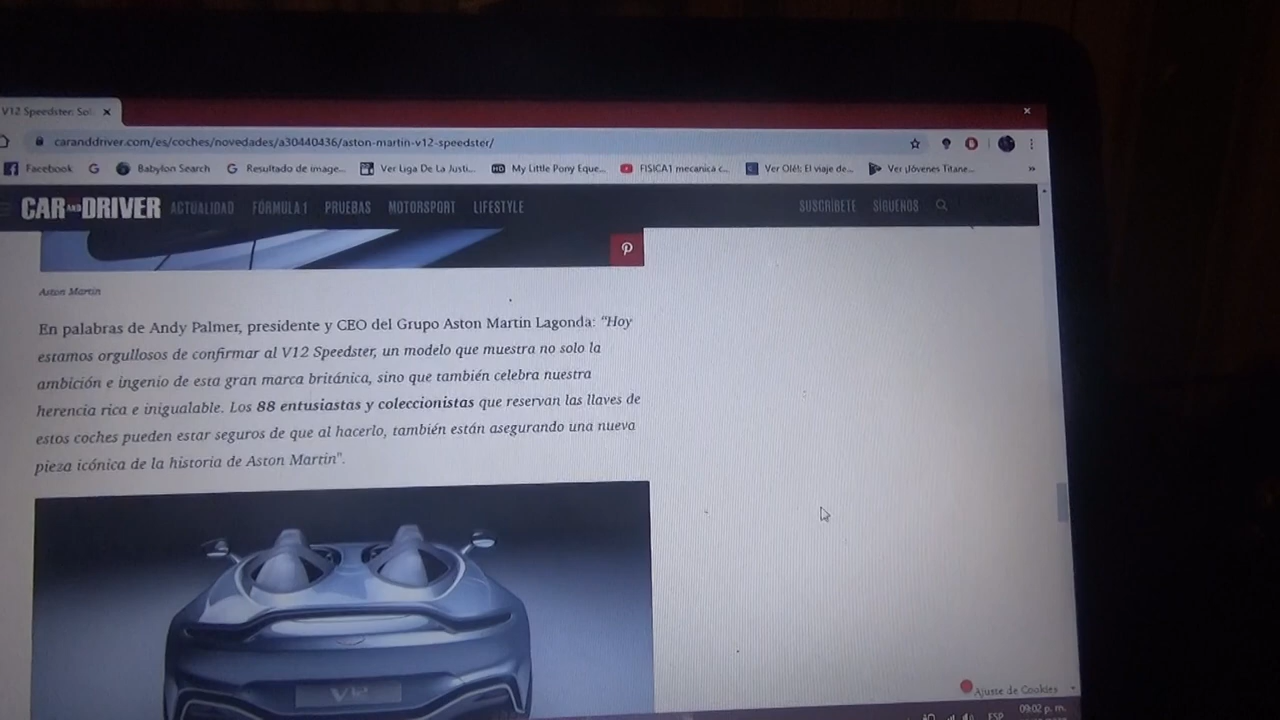 V12 Speedster: Sol
caranddriver.com/es/coches/novedades/a30440436/aston-martin-v12-speedster/
Facebook Babylon Search Resultado de image... Ver Liga De La Justi... My Little Pony Eque... FISICA1 mecanica c... Ver Olé!: El viaje de... Ver ¡Jóvenes Titane... »
CAR AND DRIVER ACTUALIDAD FÓRMULA 1 PRUEBAS MOTORSPORT LIFESTYLE SUSCRÍBETE SÍGUENOS
Aston Martin
En palabras de Andy Palmer, presidente y CEO del Grupo Aston Martin Lagonda: "Hoy
estamos orgullosos de confirmar al V12 Speedster, un modelo que muestra no solo la
ambición e ingenio de esta gran marca británica, sino que también celebra nuestra
herencia rica e inigualable. Los 88 entusiastas y coleccionistas que reservan las llaves de
estos coches pueden estar seguros de que al hacerlo, también están asegurando una nueva
pieza icónica de la historia de Aston Martin".
V12
Ajuste de Cookies
ESP 09:02 p. m.